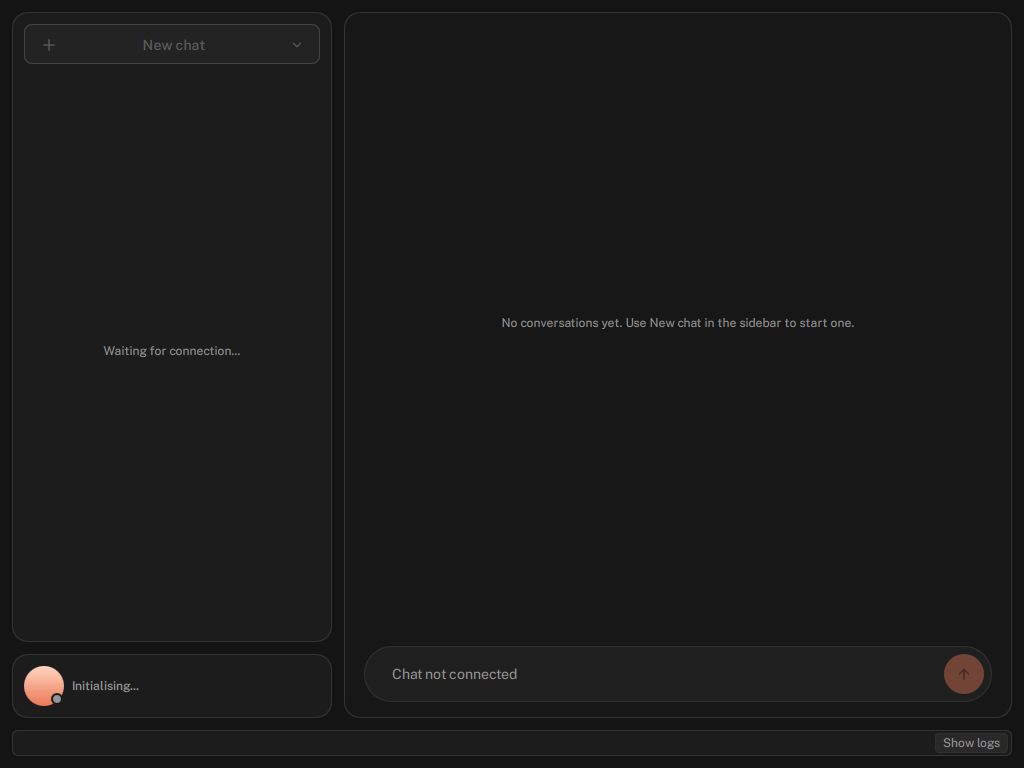 New chat
Waiting for connection...
Initialising...
No conversations yet. Use New chat in the sidebar to start one.
Chat not connected
Show logs